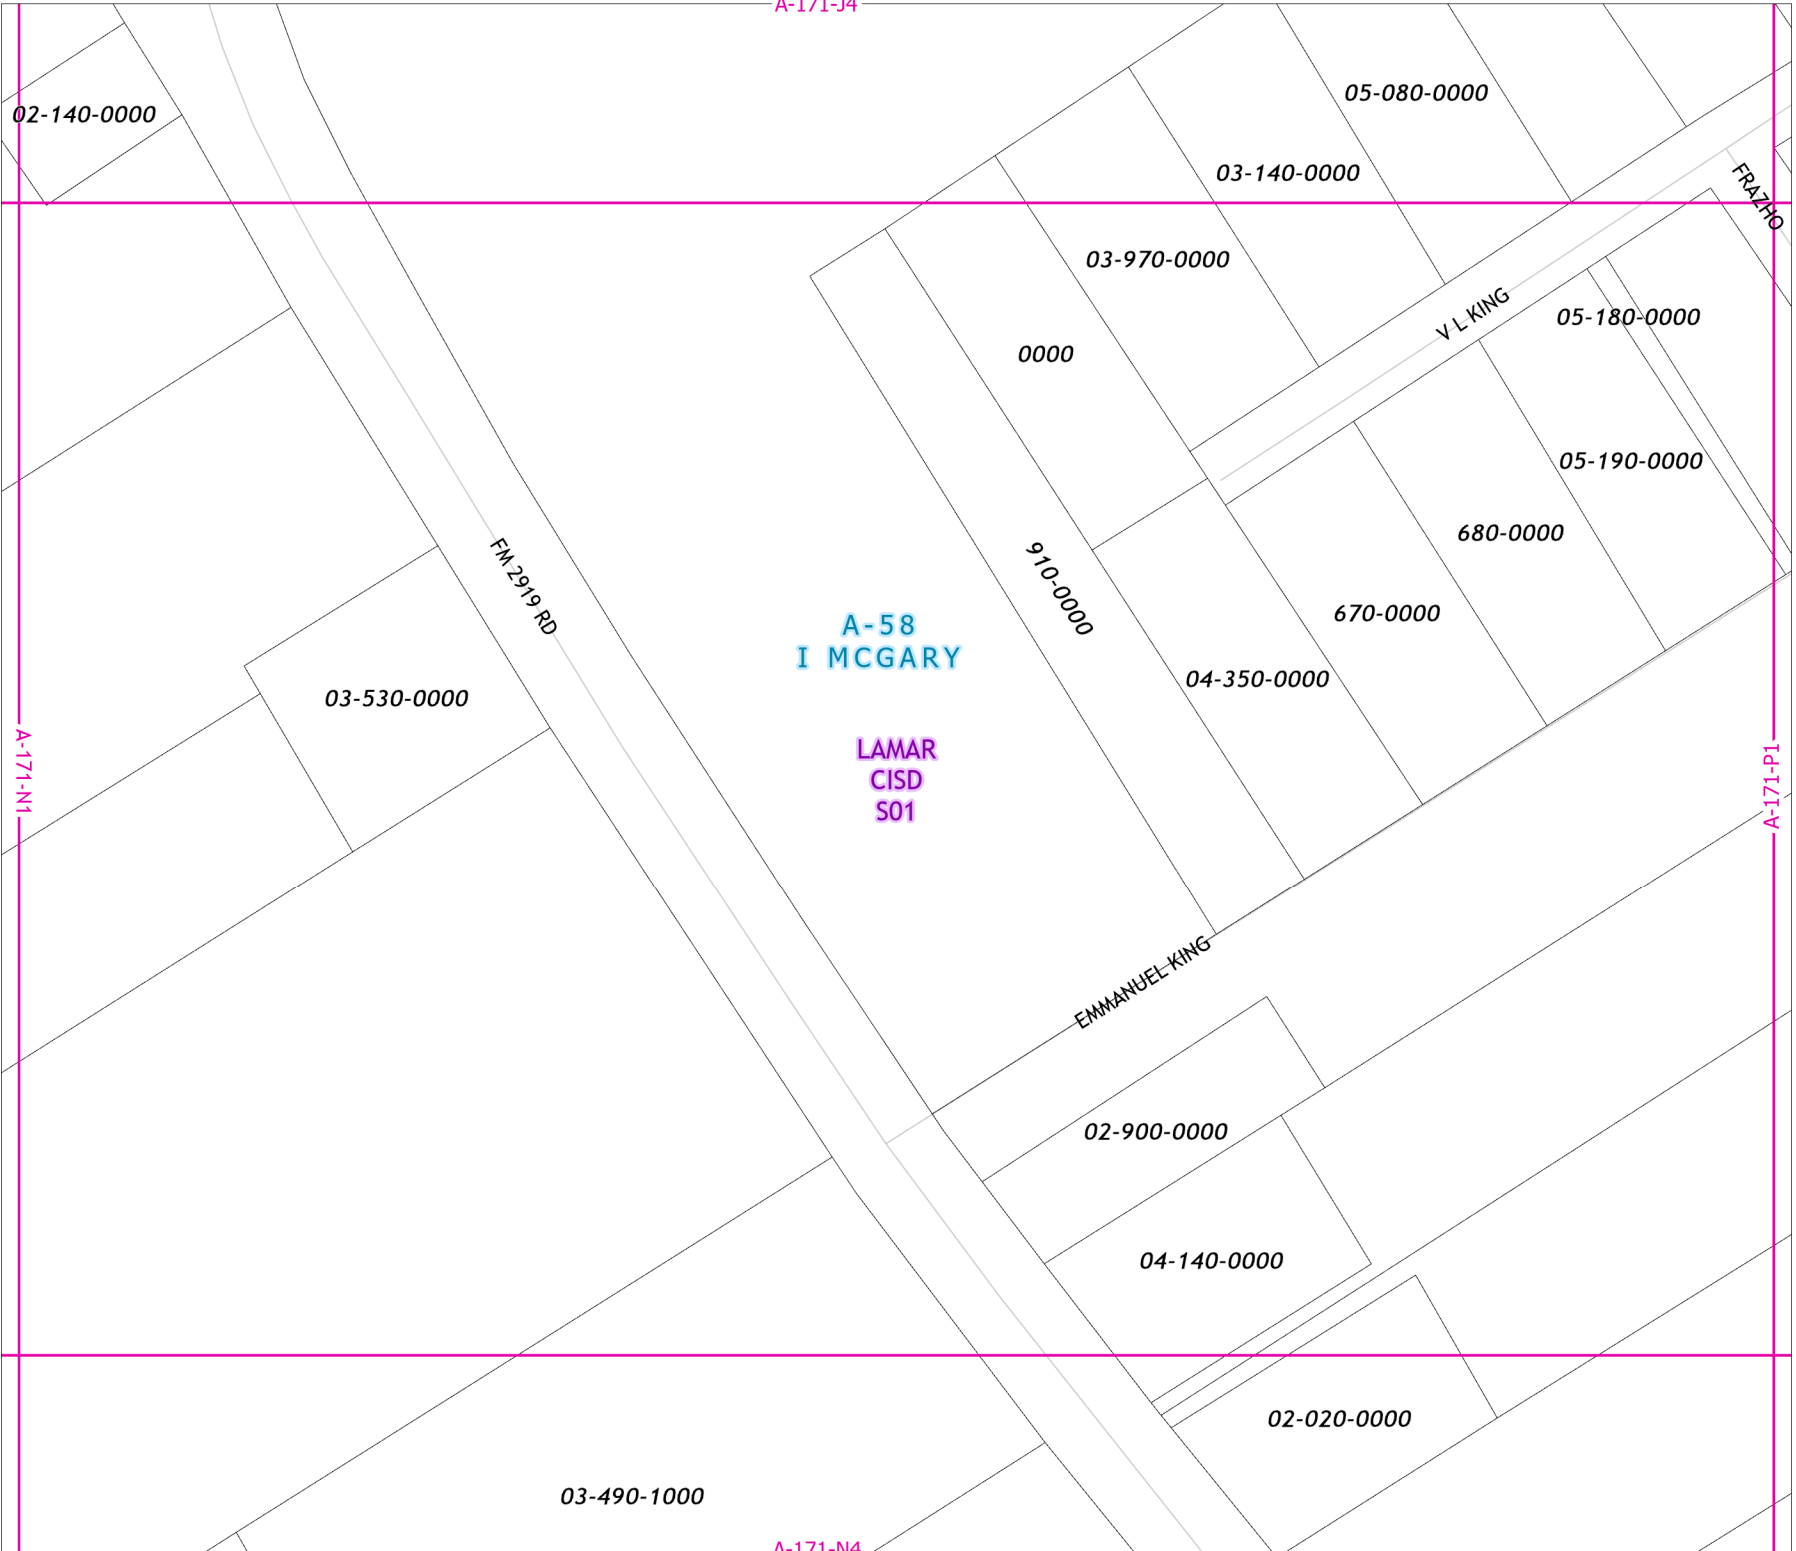 A-171-J4
05-080-0000
02-140-0000
03-140-0000
FRAZHO
03-970-0000
V L KING
05-180-0000
0000
05-190-0000
680-0000
FM 2919 RD
910-0000
670-0000
A-58
I MCGARY
04-350-0000
03-530-0000
LAMAR
CISD
S01
A-171-N1
A-171-P1
EMMANUEL KING
02-900-0000
04-140-0000
02-020-0000
03-490-1000
A-171-N4